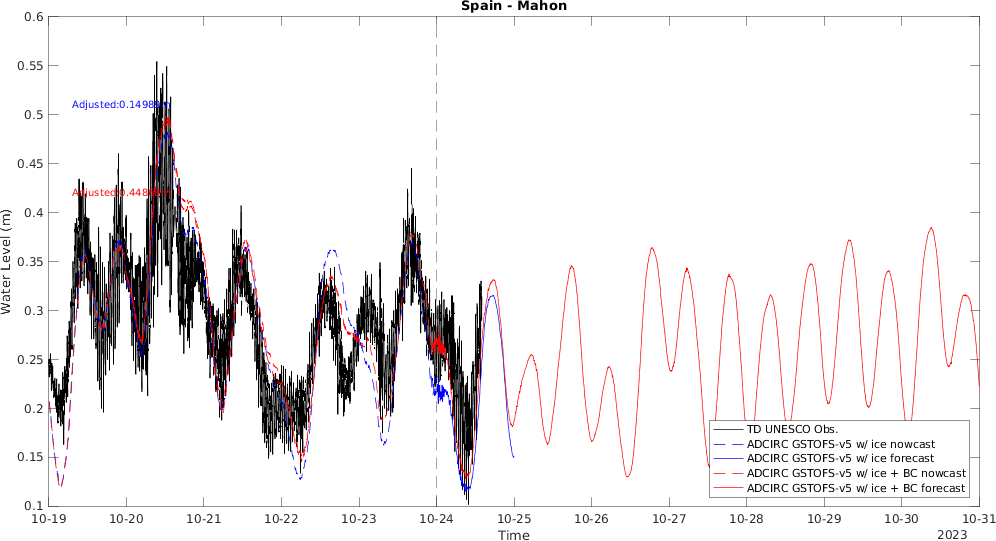 Spain - Mahon
0.6
0.55
0.5
0.45
0.4
0.35
0.3
0.25
0.2
0.15
0.1
Water Level (m)
Adjusted:0.1498
Adjusted:0.448
TD UNESCO Obs.
ADCIRC GSTOFS-v5 w/ ice nowcast
ADCIRC GSTOFS-v5 w/ ice forecast
ADCIRC GSTOFS-v5 w/ ice + BC nowcast
ADCIRC GSTOFS-v5 w/ ice + BC forecast
10-19 10-20 10-21 10-22 10-23 10-24 10-25 10-26 10-27 10-28 10-29 10-30 10-31
Time
2023